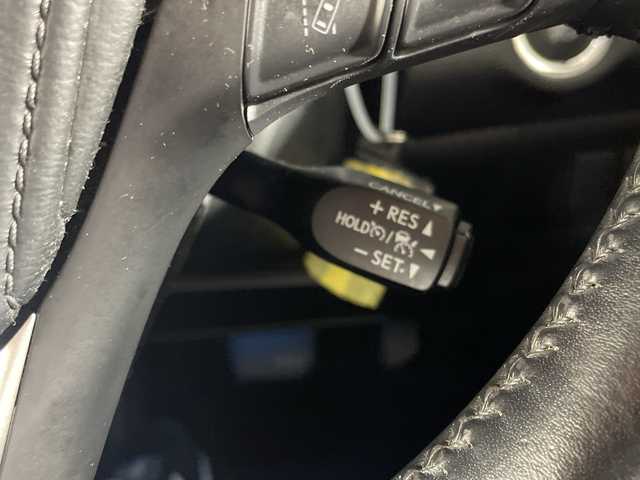 CANCEL
+ RES
HOLD /
− SET